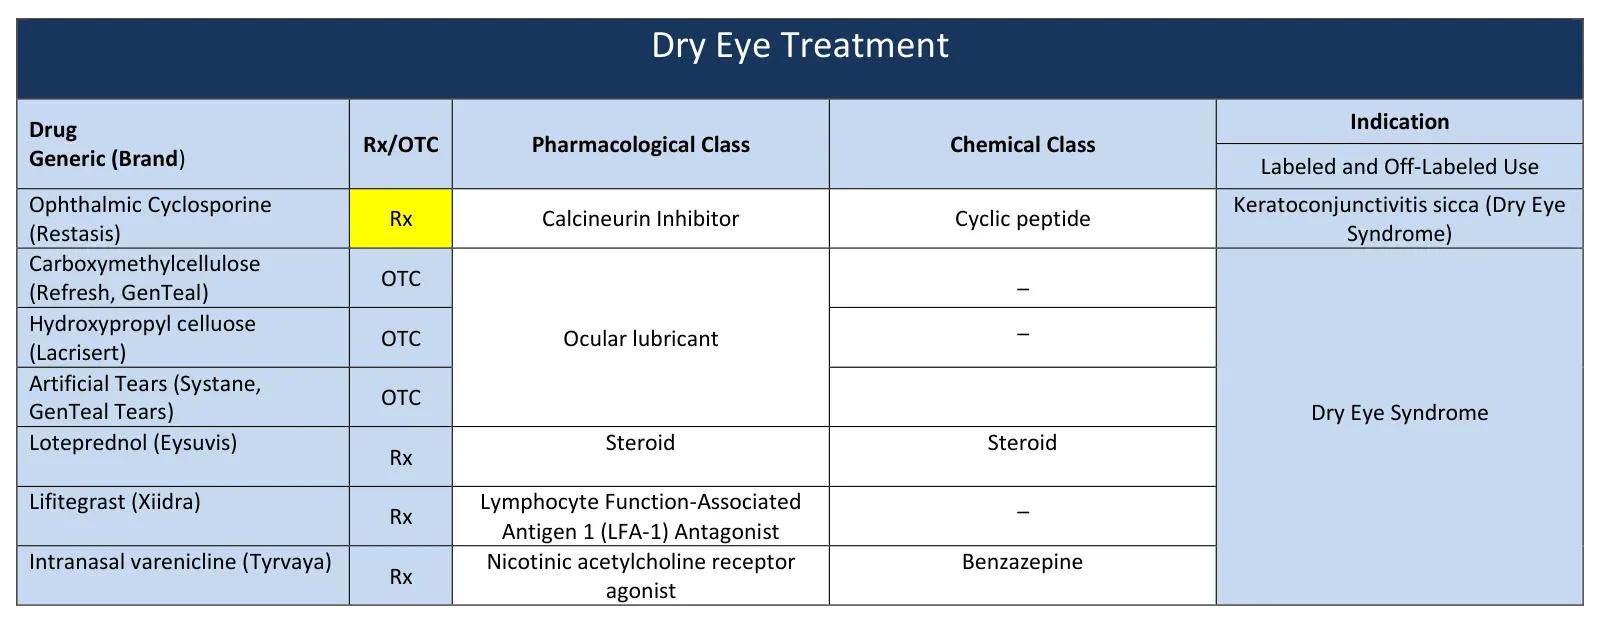 Dry Eye Treatment
Drug
Generic (Brand)
Rx/OTC
Pharmacological Class
Chemical Class
Indication
Labeled and Off-Labeled Use
Ophthalmic Cyclosporine
(Restasis)
Rx
Calcineurin Inhibitor
Cyclic peptide
Keratoconjunctivitis sicca (Dry Eye
Syndrome)
Carboxymethylcellulose
(Refresh, GenTeal)
OTC
Ocular lubricant
–
Dry Eye Syndrome
Hydroxypropyl celluose
(Lacrisert)
OTC
–
Artificial Tears (Systane,
GenTeal Tears)
OTC
Loteprednol (Eysuvis)
Rx
Steroid
Steroid
Lifitegrast (Xiidra)
Rx
Lymphocyte Function-Associated
Antigen 1 (LFA-1) Antagonist
–
Intranasal varenicline (Tyrvaya)
Rx
Nicotinic acetylcholine receptor
agonist
Benzazepine